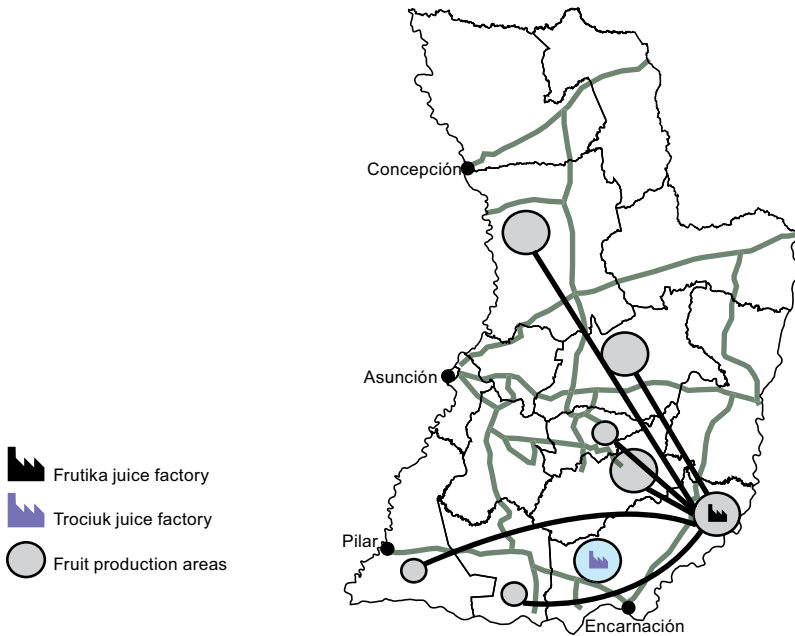 Concepción
Asunción
Frutika juice factory
Trociuk juice factory
Pilar
Fruit production areas
Encarnación